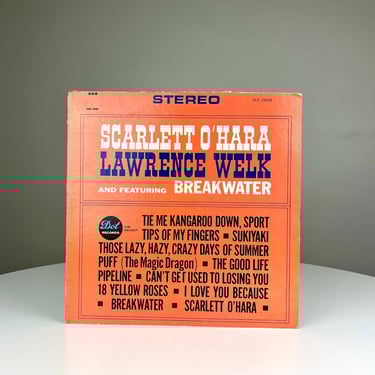 STEREO
SCARLETT O'HARA
LAWRENCE WELK
AND FEATURING BREAKWATER
Dot
RECORDS
TIE ME KANGAROO DOWN, SPORT
TIPS OF MY FINGERS ▪ SUKIYAKI
THOSE LAZY, HAZY, CRAZY DAYS OF SUMMER
PUFF (The Magic Dragon) ▪ THE GOOD LIFE
PIPELINE ▪ CAN'T GET USED TO LOSING YOU
18 YELLOW ROSES ▪ I LOVE YOU BECAUSE
▪ BREAKWATER ▪ SCARLETT O'HARA ▪